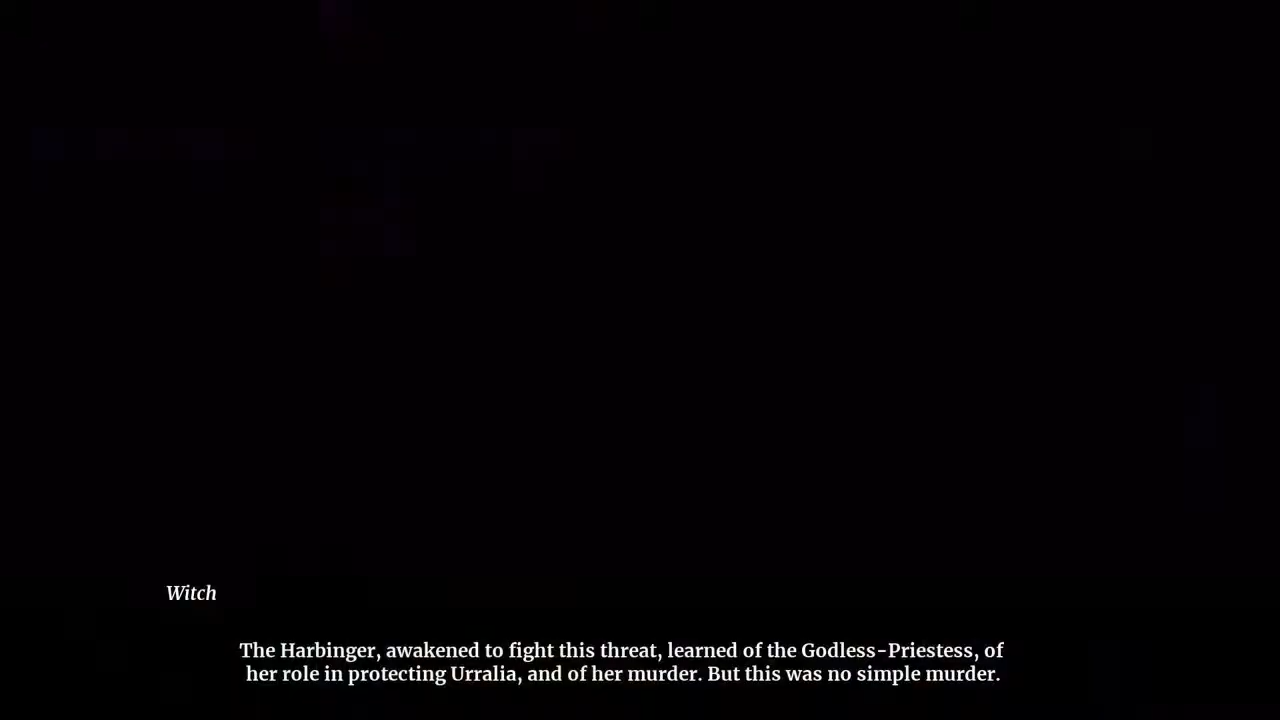 Witch
The Harbinger, awakened to fight this threat, learned of the Godless-Priestess, of
her role in protecting Urralia, and of her murder. But this was no simple murder.